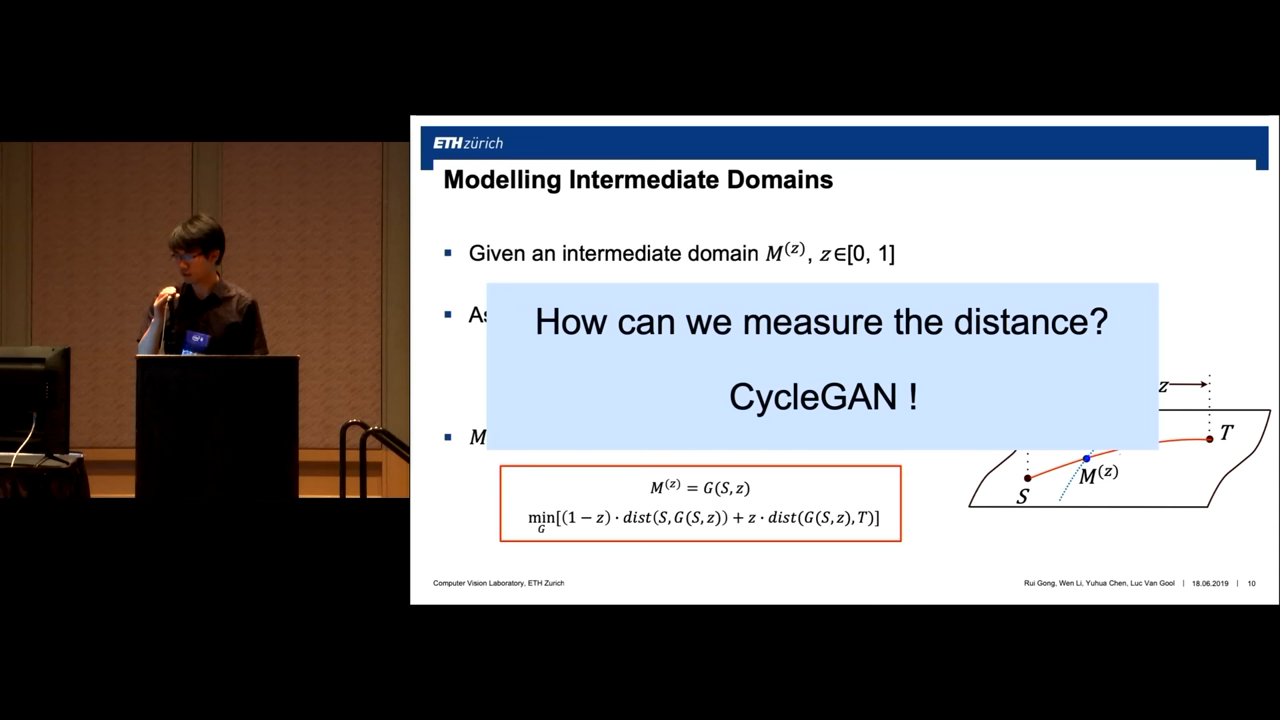 ETH zürich
Modelling Intermediate Domains
▪ Given an intermediate domain M^(z), z∈[0, 1]
▪ As
How can we measure the distance?
CycleGAN !
▪ M
z
T
M^(z)
S
M^(z) = G(S, z)
min_G[(1 − z) · dist(S, G(S, z)) + z · dist(G(S, z), T)]
Computer Vision Laboratory, ETH Zurich
Rui Gong, Wen Li, Yuhua Chen, Luc Van Gool | 18.06.2019 | 10